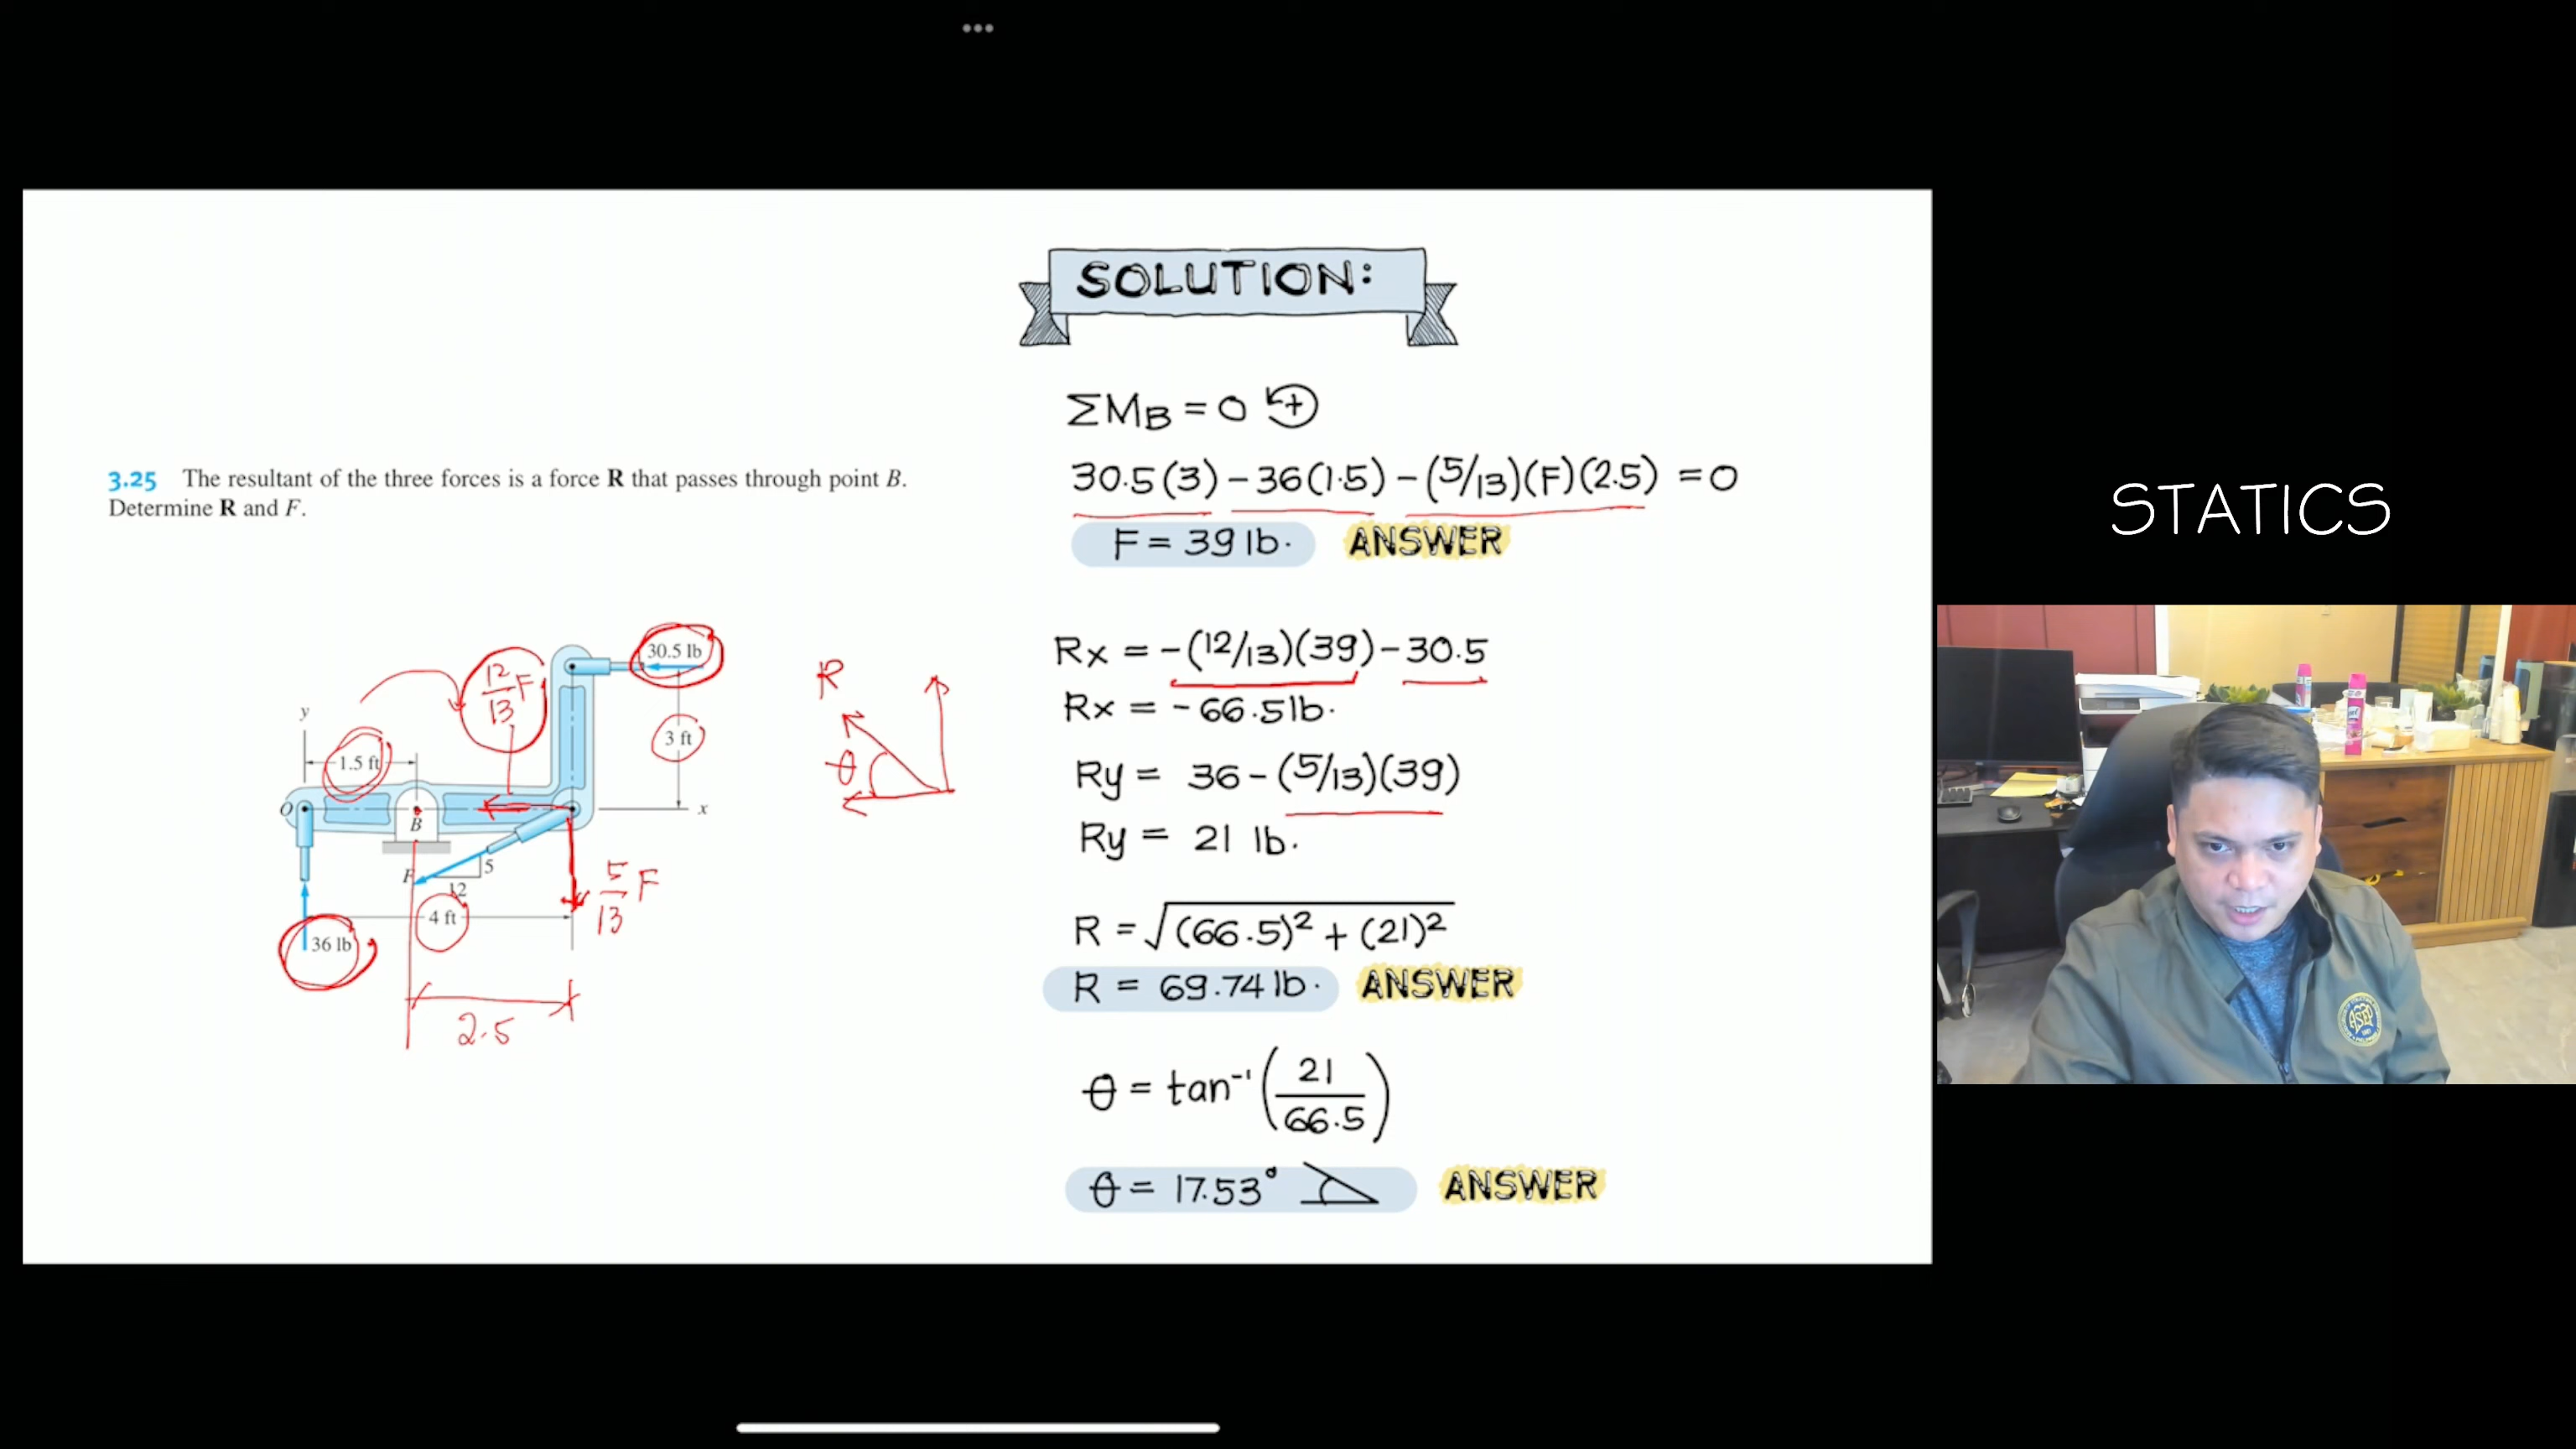 3.25 The resultant of the three forces is a force R that passes through point B.
Determine R and F.
12/13 F
30.5 lb
3 ft
y
1.5 ft
O
B
x
F
5
12
4 ft
5/13 F
36 lb
2.5
R
θ
SOLUTION:
ΣMB = 0 +
30.5(3) - 36(1.5) - (5/13)(F)(2.5) = 0
F = 39 lb. ANSWER
Rx = -(12/13)(39) - 30.5
Rx = -66.5 lb.
Ry = 36 - (5/13)(39)
Ry = 21 lb.
R = √(66.5)² + (21)²
R = 69.74 lb. ANSWER
θ = tan⁻¹(21/66.5)
θ = 17.53° ANSWER
STATICS
ASEP